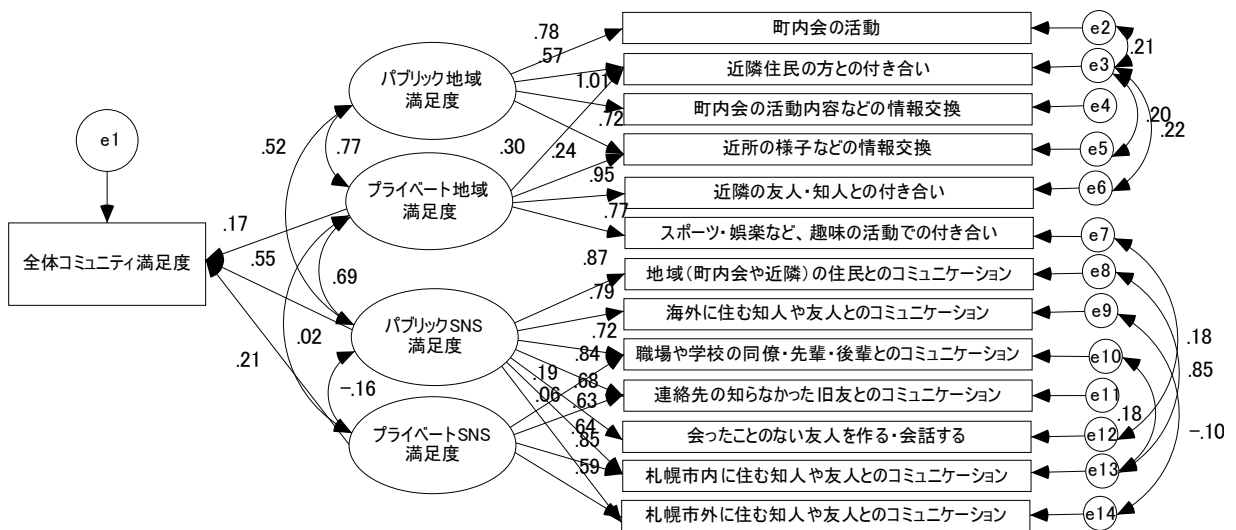 .78
町内会の活動
e2
.57
.21
パブリック地域
満足度
近隣住民の方との付き合い
e3
1.01
町内会の活動内容などの情報交換
e4
e1
.72
.20
.22
.52
.77
.30
.24
近所の様子などの情報交換
e5
プライベート地域
満足度
.95
近隣の友人・知人との付き合い
e6
.17
.77
スポーツ・娯楽など、趣味の活動での付き合い
e7
全体コミュニティ満足度
.55
.87
地域(町内会や近隣)の住民とのコミュニケーション
e8
.69
.79
海外に住む知人や友人とのコミュニケーション
e9
パブリックSNS
満足度
.02
.72
.18
.21
.84
職場や学校の同僚・先輩・後輩とのコミュニケーション
e10
.85
-.16
.19
.68
.06
.63
連絡先の知らなかった旧友とのコミュニケーション
e11
.18
プライベートSNS
満足度
.64
会ったことのない友人を作る・会話する
e12
-.10
.85
.59
札幌市内に住む知人や友人とのコミュニケーション
e13
札幌市外に住む知人や友人とのコミュニケーション
e14